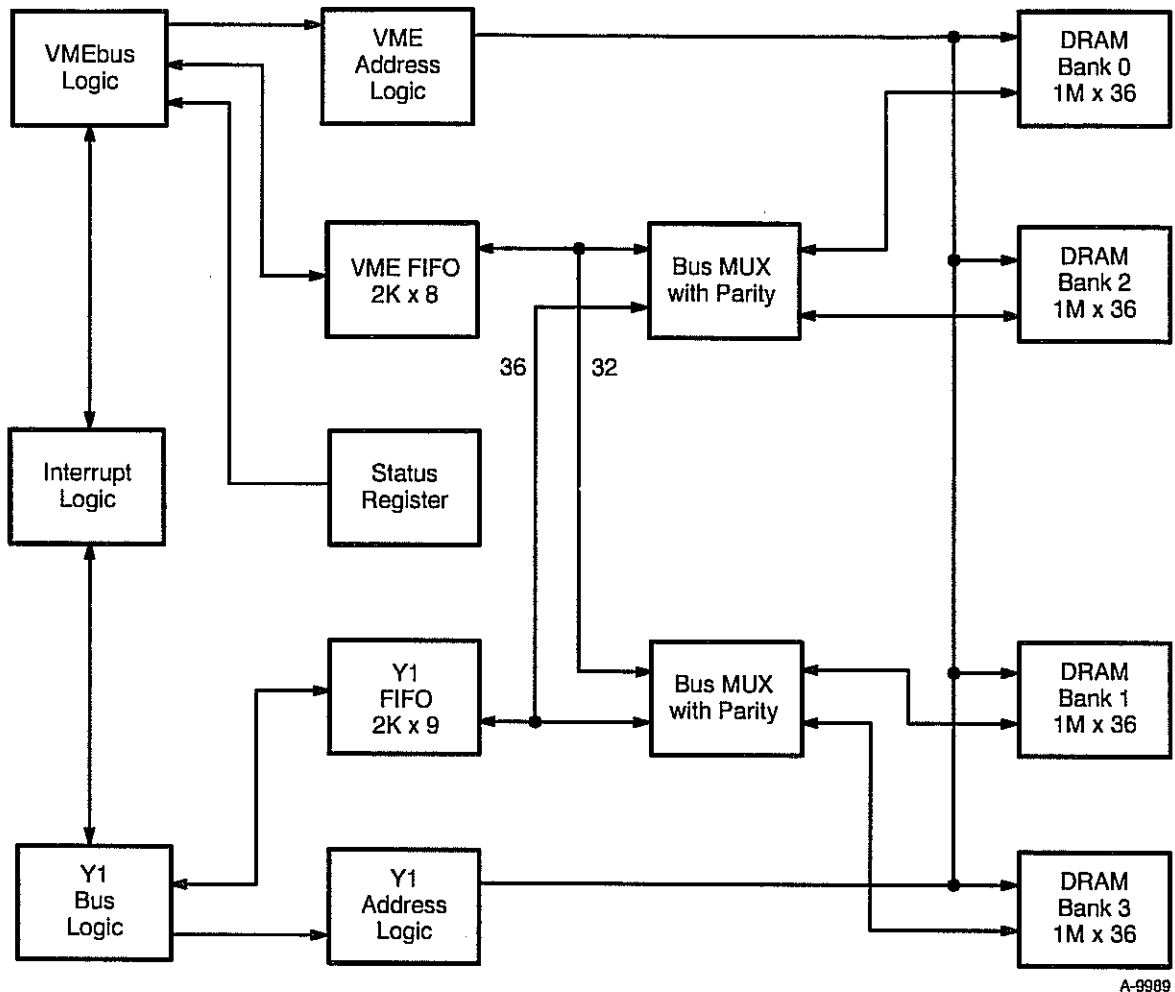 VMEbus
Logic
VME
Address
Logic
DRAM
Bank 0
1M x 36
VME FIFO
2K x 8
Bus MUX
with Parity
DRAM
Bank 2
1M x 36
36
32
Interrupt
Logic
Status
Register
Y1
FIFO
2K x 9
Bus MUX
with Parity
DRAM
Bank 1
1M x 36
Y1
Bus
Logic
Y1
Address
Logic
DRAM
Bank 3
1M x 36
A-9989